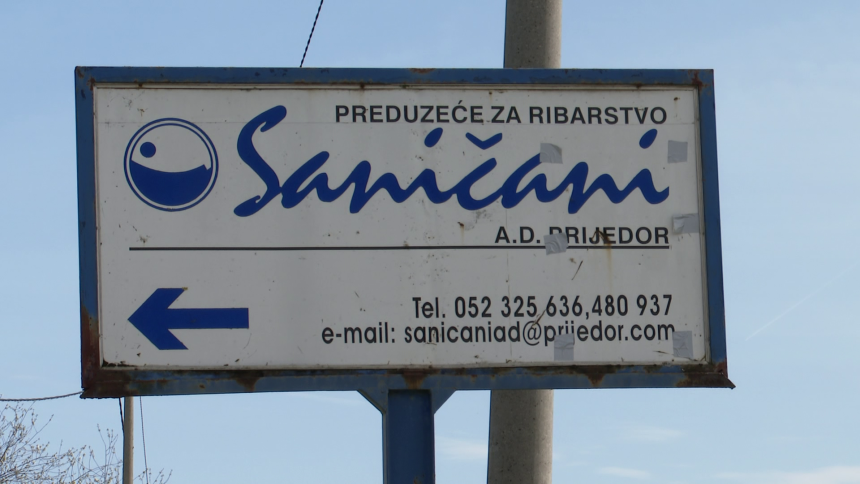 PREDUZEĆE ZA RIBARSTVO
Saničani
A.D. PRIJEDOR
Tel. 052 325 636,480 937
e-mail: sanicaniad@prijedor.com